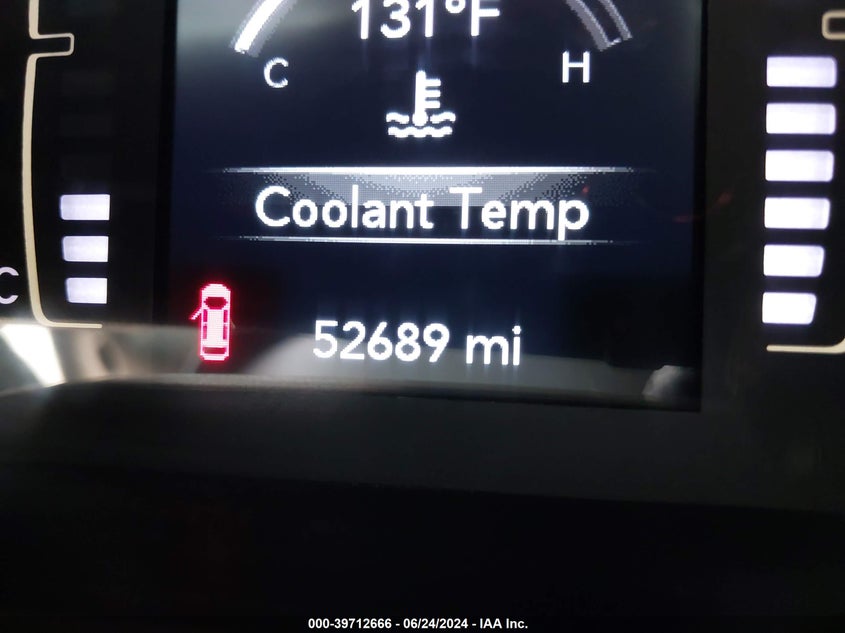 131°F
C H
Coolant Temp
C
52689 mi
000-39712666 - 06/24/2024 - IAA Inc.